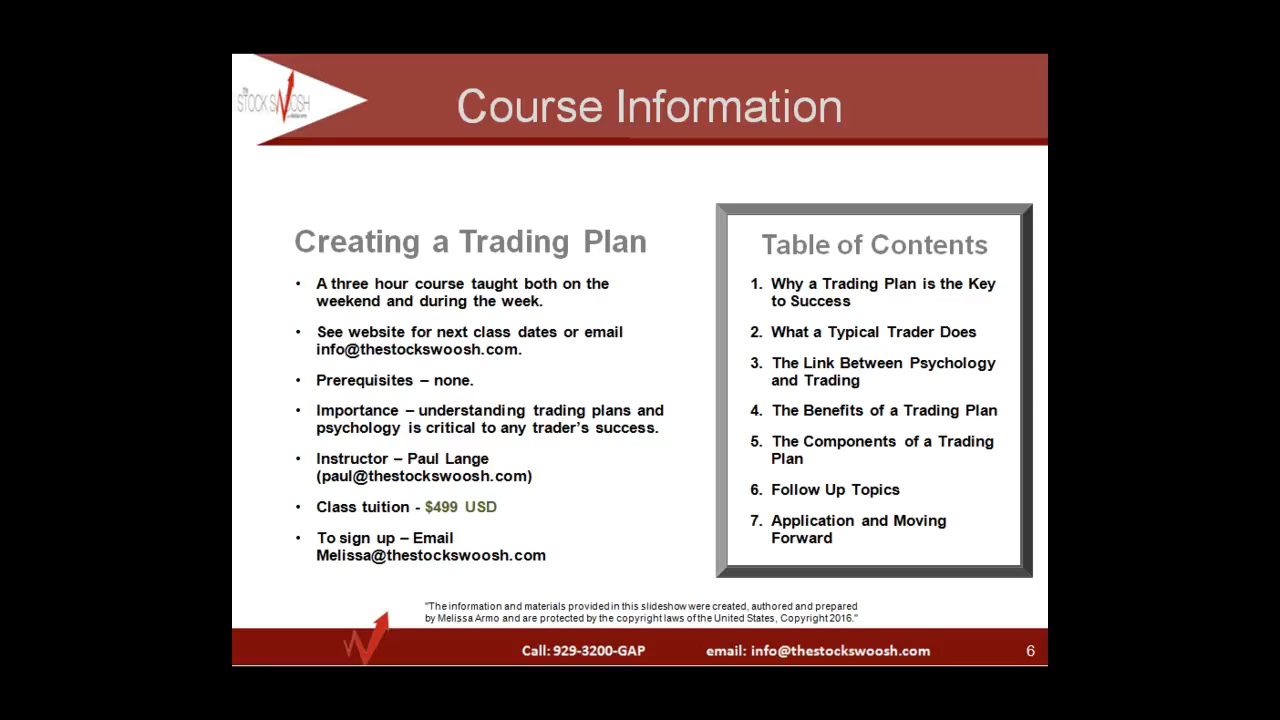 The
STOCK SWOOSH
Course Information
Creating a Trading Plan
• A three hour course taught both on the
weekend and during the week.
• See website for next class dates or email
info@thestockswoosh.com.
• Prerequisites – none.
• Importance – understanding trading plans and
psychology is critical to any trader's success.
• Instructor – Paul Lange
(paul@thestockswoosh.com)
• Class tuition - $499 USD
• To sign up – Email
Melissa@thestockswoosh.com
Table of Contents
1. Why a Trading Plan is the Key
to Success
2. What a Typical Trader Does
3. The Link Between Psychology
and Trading
4. The Benefits of a Trading Plan
5. The Components of a Trading
Plan
6. Follow Up Topics
7. Application and Moving
Forward
"The information and materials provided in this slideshow were created, authored and prepared
by Melissa Armo and are protected by the copyright laws of the United States, Copyright 2016."
Call: 929-3200-GAP email: info@thestockswoosh.com 6